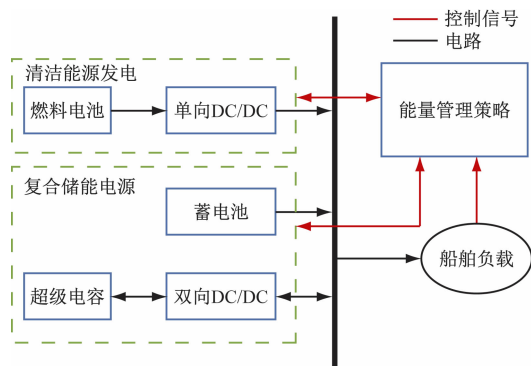 控制信号
电路
清洁能源发电
燃料电池
单向DC/DC
能量管理策略
复合储能电源
蓄电池
船舶负载
超级电容
双向DC/DC